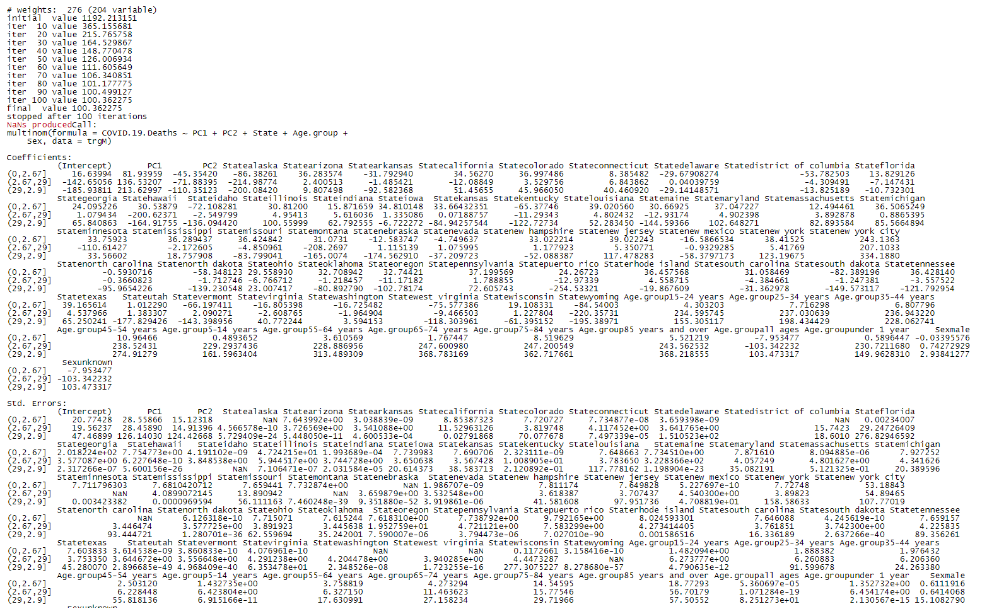 # weights:  276 (204 variable)
initial  value 1192.213151
iter  10 value 365.155681
iter  20 value 215.765758
iter  30 value 164.529867
iter  40 value 148.770478
iter  50 value 126.006934
iter  60 value 111.605649
iter  70 value 106.340851
iter  80 value 101.177775
iter  90 value 100.499127
iter 100 value 100.362275
final  value 100.362275
stopped after 100 iterations
NaNs producedCall:
multinom(formula = COVID.19.Deaths ~ PC1 + PC2 + State + Age.group +
    Sex, data = trgM)
Coefficients:
(Intercept) PC1 PC2 Statealaska Statearizona Statearkansas Statecalifornia Statecolorado Stateconnecticut Statedelaware Statedistrict of columbia Stateflorida
(0,2.67] 16.63994 81.93959 -45.35420 -86.38261 36.283574 -31.792940 34.56270 36.997486 8.385482 -29.67908274 -53.782503 13.829126
(2.67,29] -142.65056 136.53207 -71.88395 -214.98774 2.400513 -1.485421 -12.08849 3.529756 6.843862 0.04039759 -4.309491 -7.147431
(29,2.9] -185.93811 213.62997 -110.35123 -200.08420 9.807498 -92.582368 51.45655 45.966050 40.460920 -29.14148571 -13.825189 -10.732301
Stategeorgia Statehawaii Stateidaho Stateillinois Stateindiana Stateiowa Statekansas Statekentucky Statelouisiana Statemaine Statemaryland Statemassachusetts Statemichigan
(0,2.67] 24.095226 30.53879 -72.108281 30.81200 15.871659 34.810148 33.66432351 -65.37746 39.020560 30.66925 37.047227 12.494461 36.5065249
(2.67,29] 1.079434 -200.62371 -2.549799 4.95413 5.616036 1.335086 0.07188757 -11.29343 4.802432 -12.93174 4.902398 3.892878 0.8865395
(29,2.9] 65.840863 -164.91755 -136.094420 100.55999 62.792555 -6.722272 -84.94257544 -122.72734 52.283450 -144.59366 102.648271 82.893584 85.5664894
Stateminnesota Statemississippi Statemissouri Statemontana Statenebraska Statenevada Statenew hampshire Statenew jersey Statenew mexico Statenew york Statenew york city
(0,2.67] 33.75923 36.289437 36.424842 31.0731 -12.583747 -4.749637 33.022214 39.022243 -16.5866534 38.41525 243.1363
(2.67,29] -110.61427 -2.172605 -4.850961 -208.2697 1.115139 1.075995 1.177923 5.350771 -0.9329285 5.41769 207.1033
(29,2.9] 33.56602 18.757908 -83.799041 -165.0074 -174.562910 -37.209723 -52.088387 117.478283 -58.3797173 123.19675 334.1880
Statenorth carolina Statenorth dakota Stateohio Stateoklahoma Stateoregon Statepennsylvania Statepuerto rico Staterhode island Statesouth carolina Statesouth dakota Statetennessee
(0,2.67] -0.5930716 -58.348123 29.558930 32.708942 32.74421 37.199569 24.26723 36.457568 31.058469 -82.389196 36.428140
(2.67,29] -0.3660823 -1.712746 -6.766712 -1.218457 -11.17182 1.788855 -12.97339 4.558715 -4.384661 -1.247381 -3.557522
(29,2.9] -95.9654226 -139.230548 23.007417 -80.892790 -102.78174 72.605743 -254.53321 -19.867609 -31.362978 -149.573117 -121.792954
Statetexas Stateutah Statevermont Statevirginia Statewashington Statewest virginia Statewisconsin Statewyoming Age.group15-24 years Age.group25-34 years Age.group35-44 years
(0,2.67] 39.165614 1.012290 -66.197411 -16.805398 -16.725482 -75.577386 19.108331 -84.54003 4.303203 7.716298 6.807796
(2.67,29] 4.537966 1.383307 2.090271 -2.608765 -1.964904 -9.466503 1.227804 -220.35731 234.595745 237.030639 236.943220
(29,2.9] 65.250241 -177.829426 -143.398956 40.772244 3.594153 -118.303961 -61.395152 -195.38971 155.305117 198.434429 228.062741
Age.group45-54 years Age.group5-14 years Age.group55-64 years Age.group65-74 years Age.group75-84 years Age.group85 years and over Age.groupall ages Age.groupunder 1 year Sexmale
(0,2.67] 10.96466 0.4893652 3.610569 1.767447 8.519629 5.521219 -7.953477 0.5896447 -0.03395576
(2.67,29] 238.52431 229.2937436 228.886956 247.600980 247.200549 243.562532 -103.342232 230.7211680 0.74272929
(29,2.9] 274.91279 161.5963404 313.489309 368.783169 362.717661 368.218555 103.473317 149.9628310 2.93841277
Sexunknown
(0,2.67] -7.953477
(2.67,29] -103.342232
(29,2.9] 103.473317
Std. Errors:
(Intercept) PC1 PC2 Statealaska Statearizona Statearkansas Statecalifornia Statecolorado Stateconnecticut Statedelaware Statedistrict of columbia Stateflorida
(0,2.67] 20.77428 28.55866 15.12318 NaN 7.643992e+00 3.038839e-09 8.85387323 7.720727 7.734877e-08 3.659398e-09 NaN 0.00234007
(2.67,29] 19.56237 28.45890 14.91396 4.566578e-10 3.726569e+00 3.541088e+00 11.52963126 3.819748 4.117452e+00 3.641765e+00 15.7423 29.24726409
(29,2.9] 47.46899 126.14030 124.42668 5.729409e-24 5.448050e-11 4.600533e-04 0.02791868 70.077678 7.497339e-05 1.510523e+02 18.6010 276.82946592
Stategeorgia Statehawaii Stateidaho Stateillinois Stateindiana Stateiowa Statekansas Statekentucky Statelouisiana Statemaine Statemaryland Statemassachusetts Statemichigan
(0,2.67] 2.018224e+02 7.754773e+00 4.191102e-09 4.724215e+01 1.993689e-04 7.739983 7.690706 2.323111e-09 7.648663 7.734510e+00 7.871610 8.094885e-06 7.927252
(2.67,29] 3.577087e+00 6.227648e-10 3.848538e+00 5.944517e+00 3.744728e+00 3.650638 3.567428 1.008905e+01 3.783650 3.228366e+02 4.057249 4.801627e+00 4.341626
(29,2.9] 2.317266e-07 5.600156e-26 NaN 7.106471e-07 2.031584e-05 20.614373 38.583713 2.120892e-01 117.778162 1.198904e-23 35.082191 5.121325e-01 20.389596
Stateminnesota Statemississippi Statemissouri Statemontana Statenebraska Statenevada Statenew hampshire Statenew jersey Statenew mexico Statenew york Statenew york city
(0,2.67] 7.711796303 7.6810420712 7.659441 7.732874e+00 NaN 1.986707e-09 7.811174 7.649828 5.227697e-10 7.72748 53.18843
(2.67,29] NaN 4.0899072145 13.890942 NaN 3.659879e+00 3.532548e+00 3.618387 3.707437 4.540300e+00 3.89823 54.89465
(29,2.9] 0.003423382 0.0000969594 56.111163 7.460248e-39 9.351880e-52 3.919861e-06 41.581608 97.951736 4.708819e+01 158.58633 107.77019
Statenorth carolina Statenorth dakota Stateohio Stateoklahoma Stateoregon Statepennsylvania Statepuerto rico Staterhode island Statesouth carolina Statesouth dakota Statetennessee
(0,2.67] NaN 6.126318e-10 7.715071 7.615244 7.618310e+00 7.738792e+00 9.792165e+00 8.024593301 7.646088 4.245619e-10 7.659157
(2.67,29] 3.446474 3.577725e+00 3.891923 3.445638 1.952759e+01 4.721121e+00 7.583299e+00 4.273414405 3.761851 3.742300e+00 4.225835
(29,2.9] 93.444721 1.280701e-36 62.559694 35.242001 7.590007e-06 3.794473e-06 7.027010e-90 0.001586516 16.336189 2.637266e-40 89.356261
Statetexas Stateutah Statevermont Statevirginia Statewashington Statewest virginia Statewisconsin Statewyoming Age.group15-24 years Age.group25-34 years Age.group35-44 years
(0,2.67] 7.603833 3.614538e-09 3.860833e-10 4.076961e-10 NaN NaN 0.1172661 3.158416e-10 1.482094e+00 1.888382 1.976432
(2.67,29] 3.753350 3.644672e+00 3.556648e+00 4.291238e+00 4.204478e+00 3.940285e+00 4.4473287 NaN 6.273777e+00 6.260883 6.206360
(29,2.9] 45.280070 2.896685e-49 4.968409e-40 6.353478e+01 2.348526e-08 1.723255e-16 277.3075227 8.278680e-57 4.790635e-12 91.599678 24.263380
Age.group45-54 years Age.group5-14 years Age.group55-64 years Age.group65-74 years Age.group75-84 years Age.group85 years and over Age.groupall ages Age.groupunder 1 year Sexmale
(0,2.67] 2.503120 1.432735e+00 3.758819 4.273294 14.54595 18.77293 5.360697e-05 1.352732e+00 0.6111916
(2.67,29] 6.228448 6.423804e+00 6.327150 11.463623 15.77546 56.70179 1.071284e-19 6.454174e+00 0.6414068
(29,2.9] 55.818136 6.915166e-11 17.630991 27.158234 29.71966 57.50552 8.251273e+01 2.130567e-15 15.1082790